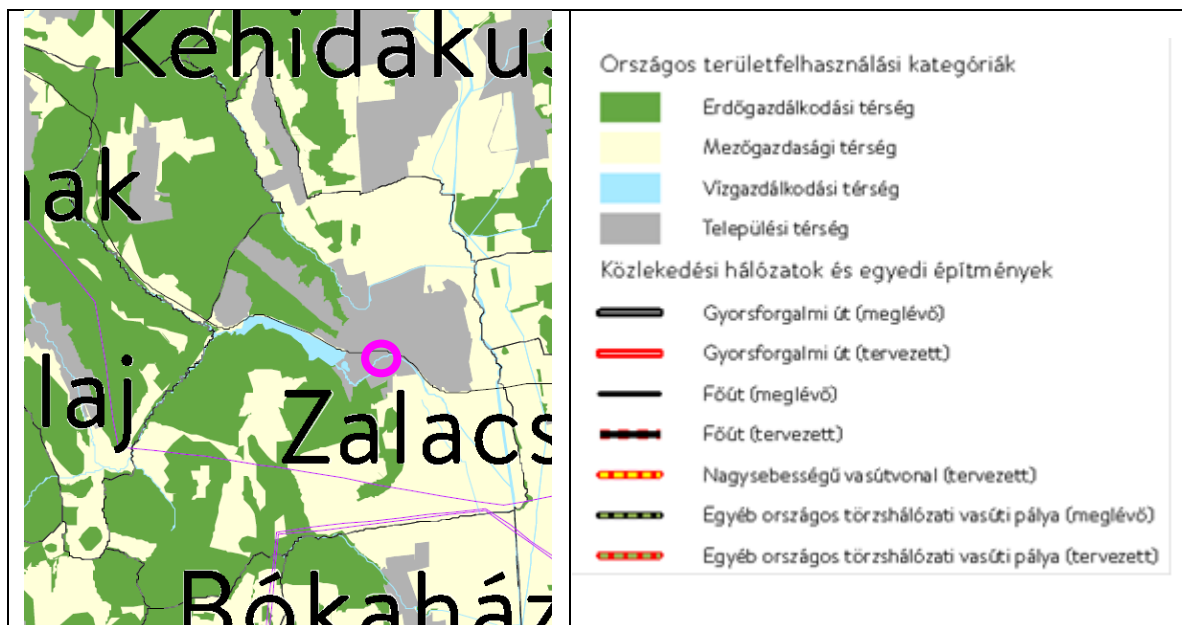 Kehidakus
nak
laj
Zalacs
Bókaház
Országos területfelhasználási kategóriák
Erdőgazdálkodási térség
Mezőgazdasági térség
Vízgazdálkodási térség
Települési térség
Közlekedési hálózatok és egyedi építmények
Gyorsforgalmi út (meglévő)
Gyorsforgalmi út (tervezett)
Főút (meglévő)
Főút (tervezett)
Nagysebességű vasútvonal (tervezett)
Egyéb országos törzshálózati vasúti pálya (meglévő)
Egyéb országos törzshálózati vasúti pálya (tervezett)